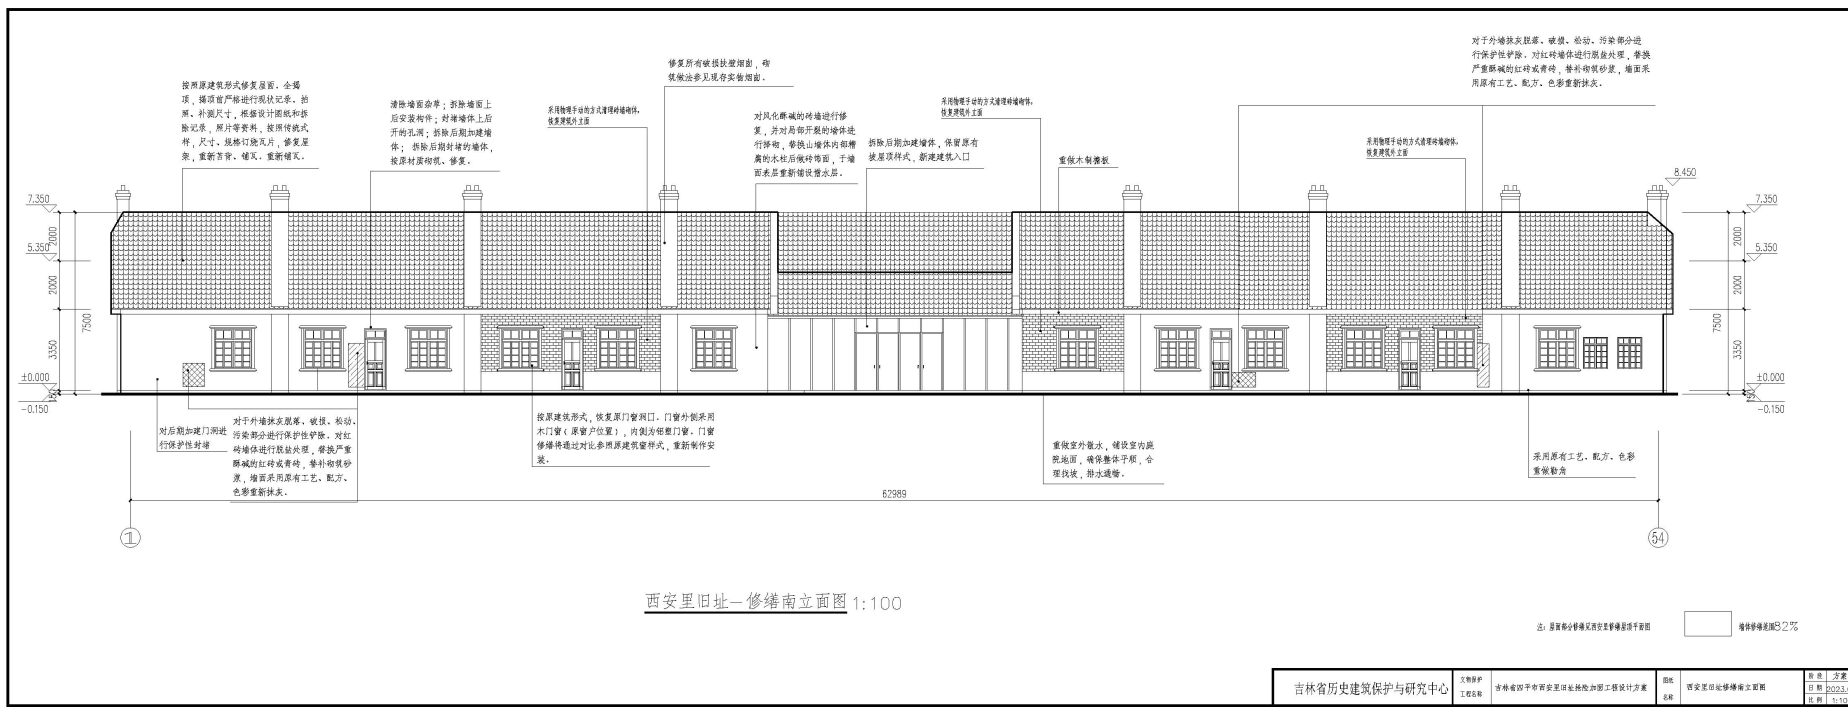 对于外墙抹灰脱落、破损、松动、污染部分进
行保护性铲除。对红砖墙体进行脱盐处理，替换
严重酥碱的红砖或青砖，替补砌筑砂浆，墙面采
用原有工艺、配方、色彩重新抹灰。
修复所有破损扶壁烟囱，砌
筑做法参见现存实物烟囱。
按照原建筑形式修复屋面。全揭
顶，揭顶前严格进行现状记录、拍
照、补测尺寸，根据设计图纸和拆
除记录，照片等资料，按照传统式
样，尺寸、规格订烧瓦片，修复屋
架，重新苫背、铺瓦。重新铺瓦。
清除墙面杂草；拆除墙面上
后安装构件；封堵墙体上后
开的孔洞；拆除后期加建墙
体；拆除后期封堵的墙体，
按原材质砌筑、修复。
采用物理手动的方式清理砖墙砌体，
恢复建筑外立面
对风化酥碱的砖墙进行修
复，并对局部开裂的墙体进
行修砌，替换山墙体内部糟
腐的木柱后做砖饰面，于墙
面表层重新铺设憎水层。
采用物理手动的方式清理砖墙砌体，
恢复建筑外立面
拆除后期加建墙体，保留原有
坡屋顶样式，新建建筑入口
重做木制檐板
采用物理手动的方式清理砖墙砌体，
恢复建筑外立面
8.450
7.350
5.350
±0.000
-0.150
2000
2000
3350
150
7500
7.350
5.350
±0.000
-0.150
2000
2000
3350
150
7500
对后期加建门洞进
行保护性封堵
对于外墙抹灰脱落、破损、松动、
污染部分进行保护性铲除。对红
砖墙体进行脱盐处理，替换严重
酥碱的红砖或青砖，替补砌筑砂
浆，墙面采用原有工艺、配方、
色彩重新抹灰。
按原建筑形式，恢复原门窗洞口。门窗外侧采用
木门窗（原窗户位置），内侧为铝塑门窗。门窗
修缮将通过对比参照原建筑窗样式，重新制作安
装。
重做室外散水，铺设室内庭
院地面，确保整体平顺，合
理找坡，排水通畅。
采用原有工艺、配方、色彩
重做勒角
62989
1
54
西安里旧址一修缮南立面图 1:100
注：屋面部分修缮见西安里修缮屋顶平面图
墙体修缮范围82%
吉林省历史建筑保护与研究中心
文物保护
工程名称
吉林省四平市西安里旧址抢险加固工程设计方案
图纸
名称
西安里旧址修缮南立面图
阶 段
方案
日 期
2023.
比 例
1:10